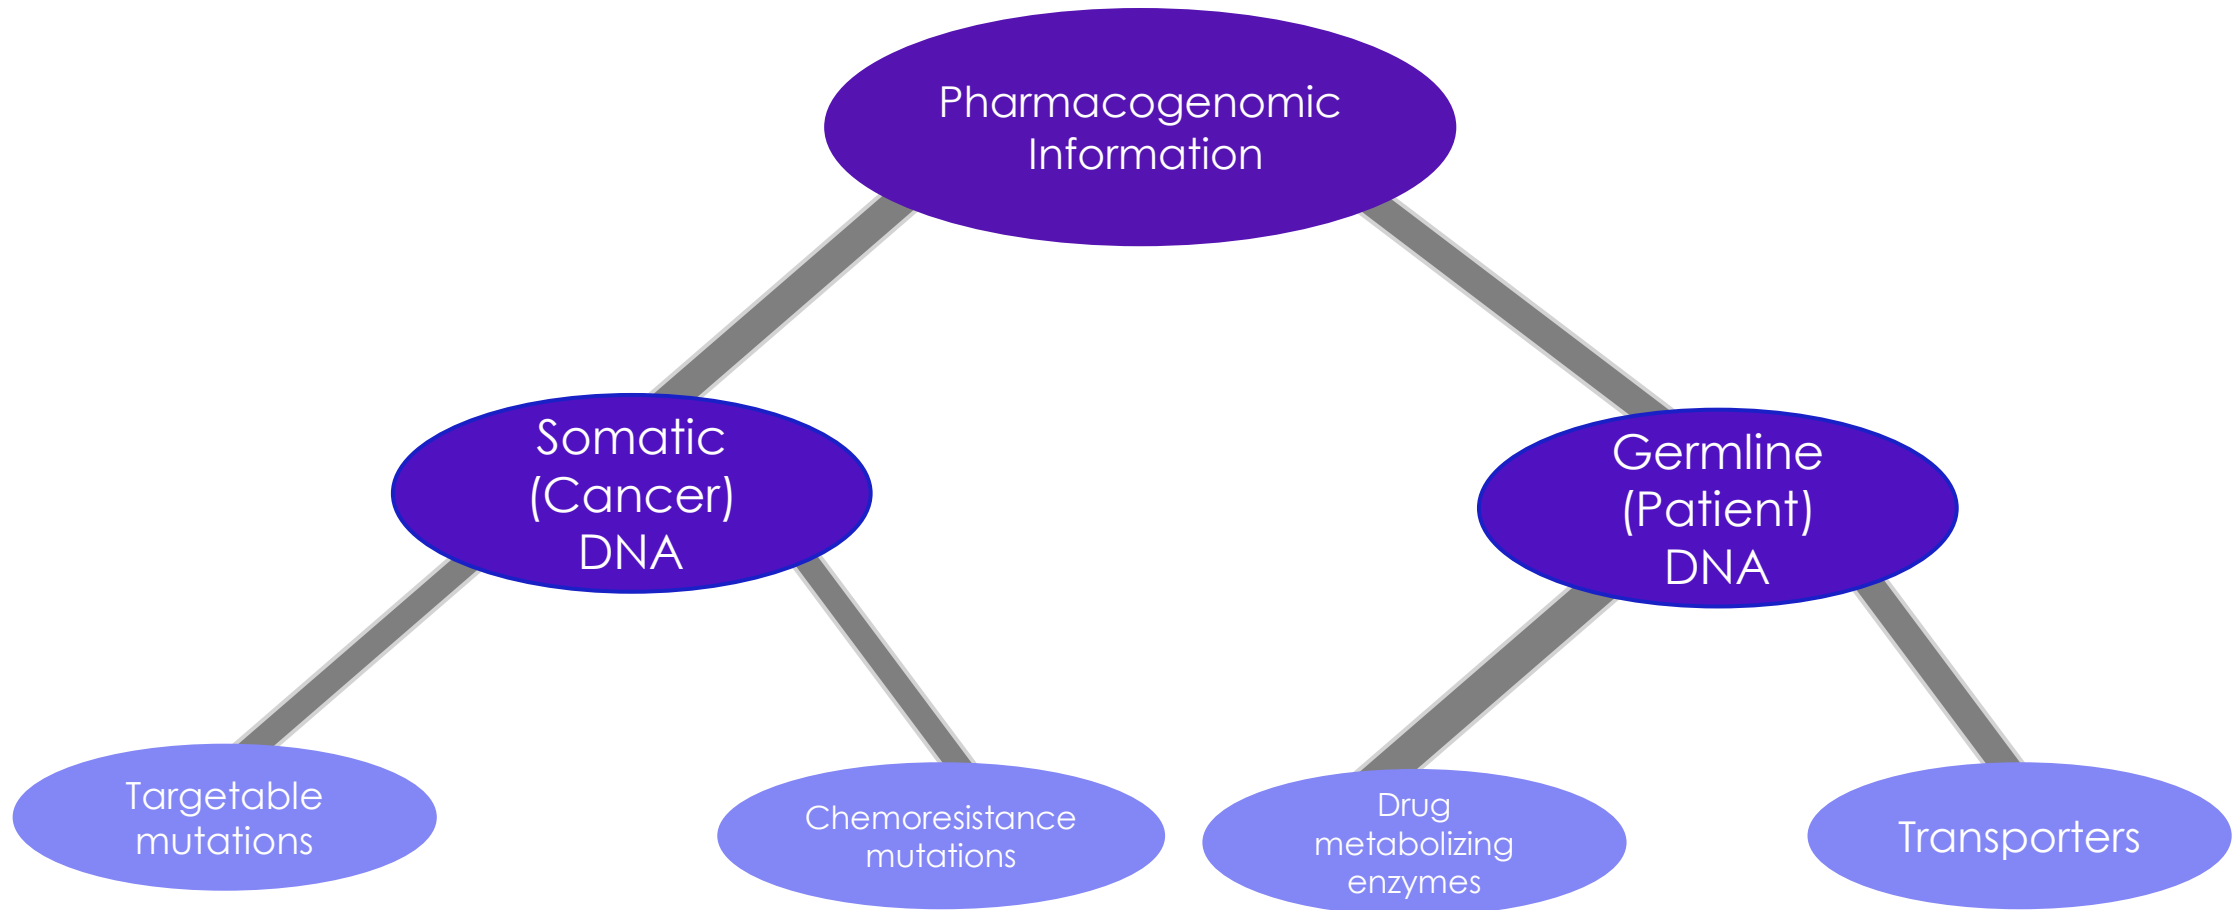 Pharmacogenomic
Information
Somatic
(Cancer)
DNA
Germline
(Patient)
DNA
Targetable
mutations
Chemoresistance
mutations
Drug
metabolizing
enzymes
Transporters